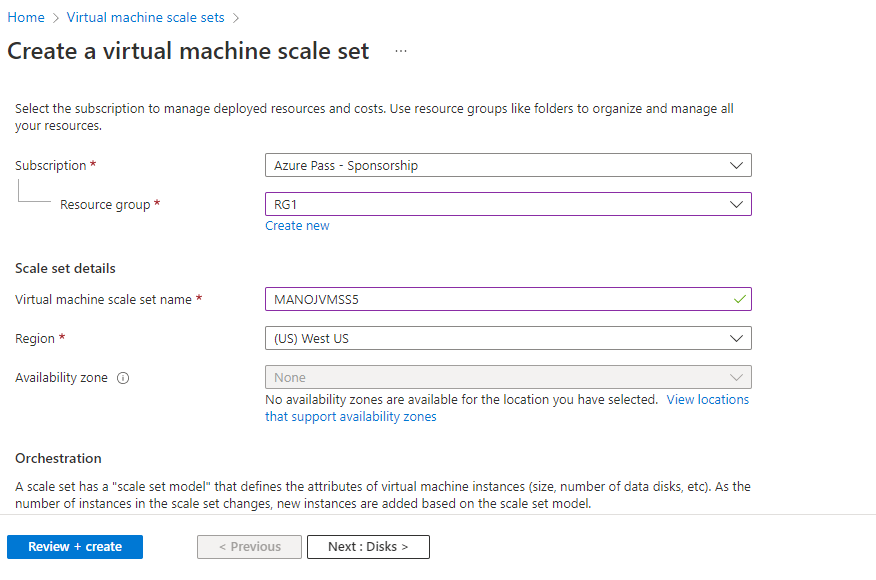 Home > Virtual machine scale sets >
Create a virtual machine scale set ...
Select the subscription to manage deployed resources and costs. Use resource groups like folders to organize and manage all
your resources.
Subscription *
Azure Pass - Sponsorship
Resource group *
RG1
Create new
Scale set details
Virtual machine scale set name *
MANOJVMSS5
Region *
(US) West US
Availability zone
None
No availability zones are available for the location you have selected. View locations
that support availability zones
Orchestration
A scale set has a "scale set model" that defines the attributes of virtual machine instances (size, number of data disks, etc). As the
number of instances in the scale set changes, new instances are added based on the scale set model.
Review + create
< Previous
Next : Disks >